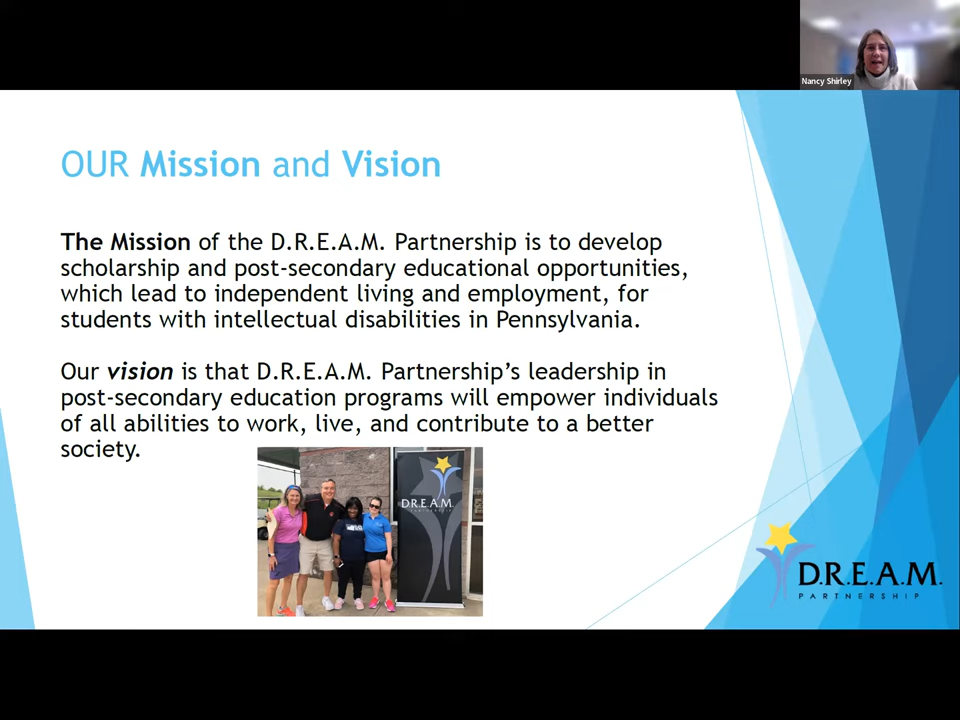 Nancy Shirley
OUR Mission and Vision
The Mission of the D.R.E.A.M. Partnership is to develop
scholarship and post-secondary educational opportunities,
which lead to independent living and employment, for
students with intellectual disabilities in Pennsylvania.
Our vision is that D.R.E.A.M. Partnership's leadership in
post-secondary education programs will empower individuals
of all abilities to work, live, and contribute to a better
society.
D.R.E.A.M.
PARTNERSHIP
D.R.E.A.M.
PARTNERSHIP